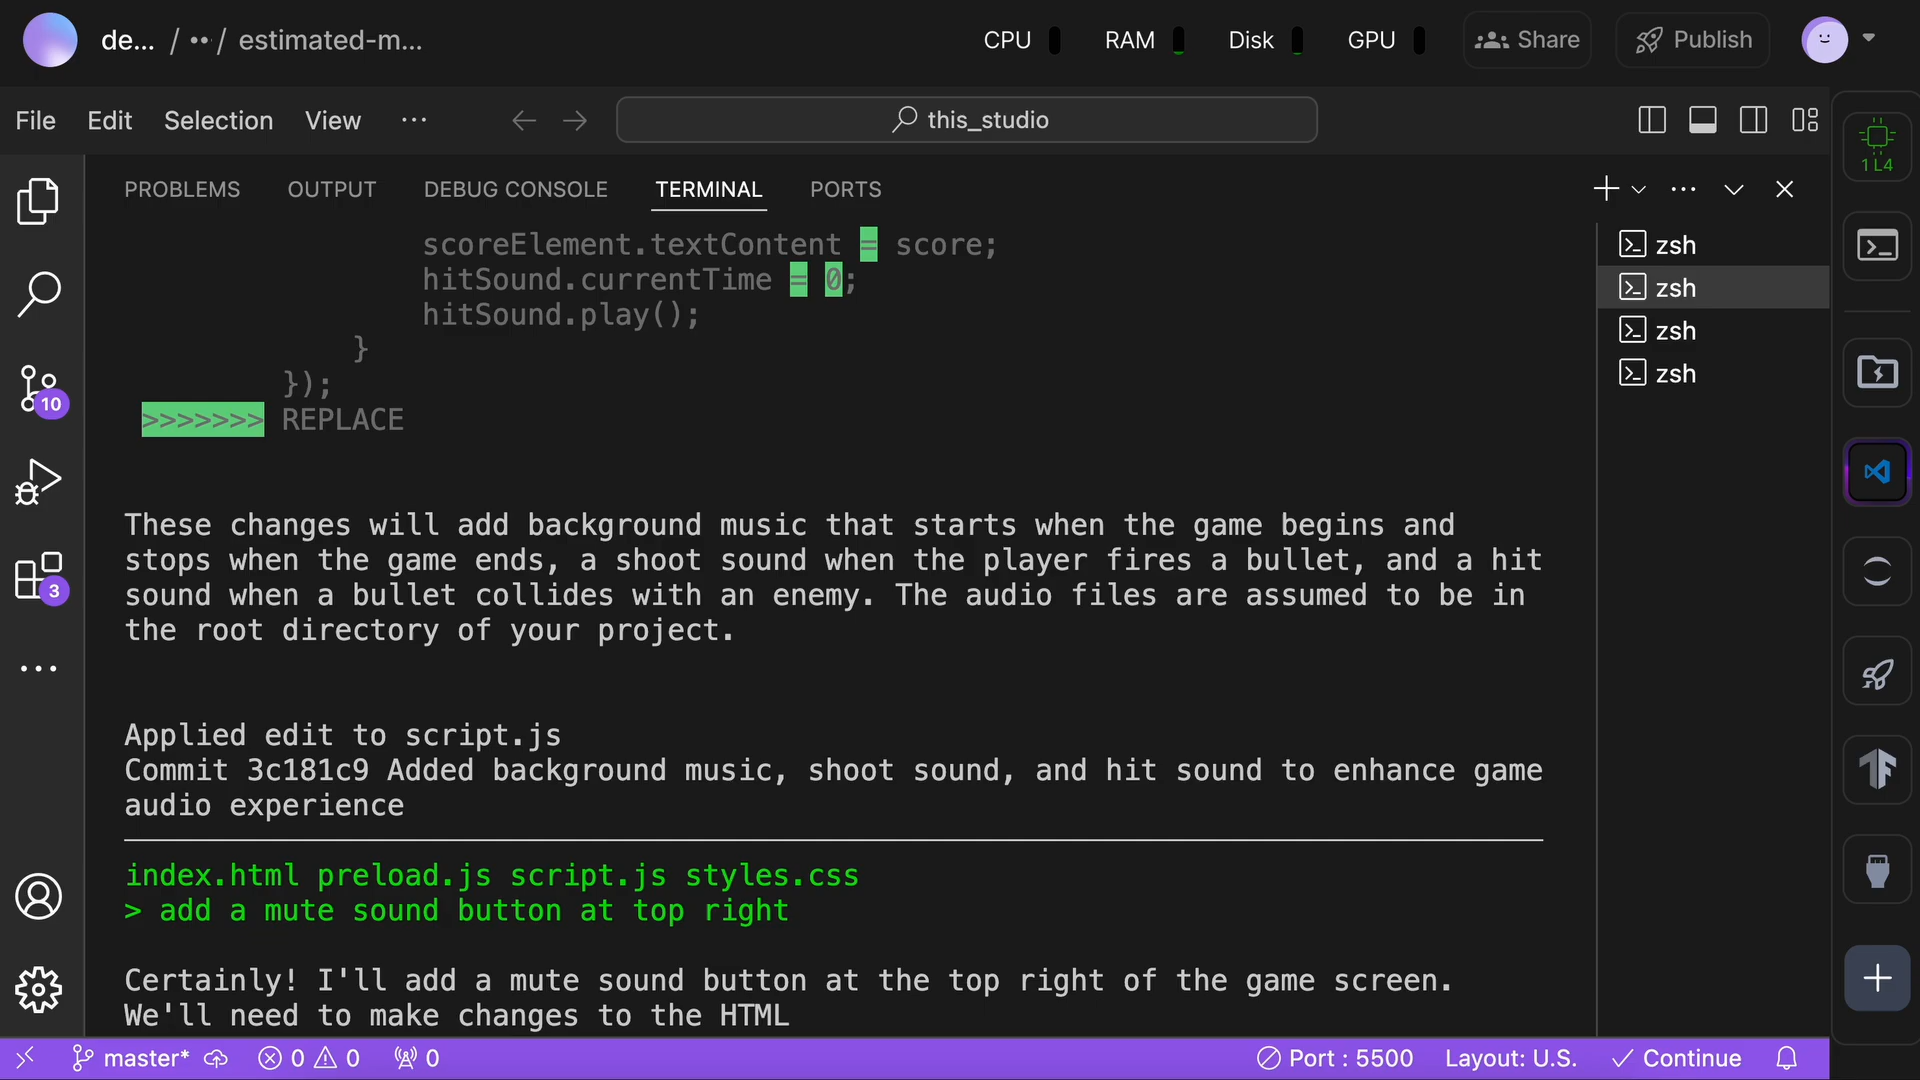 de... / ·· / estimated-m...
CPU RAM Disk GPU Share Publish
File Edit Selection View ··· this_studio
1 L4
PROBLEMS OUTPUT DEBUG CONSOLE TERMINAL PORTS
scoreElement.textContent = score;
hitSound.currentTime = 0;
hitSound.play();
}
});
>>>>>>> REPLACE
These changes will add background music that starts when the game begins and
stops when the game ends, a shoot sound when the player fires a bullet, and a hit
sound when a bullet collides with an enemy. The audio files are assumed to be in
the root directory of your project.
Applied edit to script.js
Commit 3c181c9 Added background music, shoot sound, and hit sound to enhance game
audio experience
index.html preload.js script.js styles.css
> add a mute sound button at top right
Certainly! I'll add a mute sound button at the top right of the game screen.
We'll need to make changes to the HTML
zsh
zsh
zsh
zsh
10
3
master* 0 0 0 Port : 5500 Layout: U.S. Continue